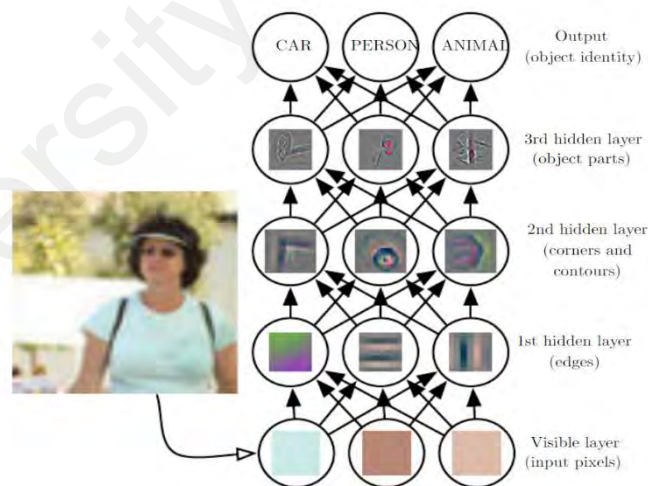 CAR
PERSON
ANIMAL
Output
(object identity)
3rd hidden layer
(object parts)
2nd hidden layer
(corners and
contours)
1st hidden layer
(edges)
Visible layer
(input pixels)